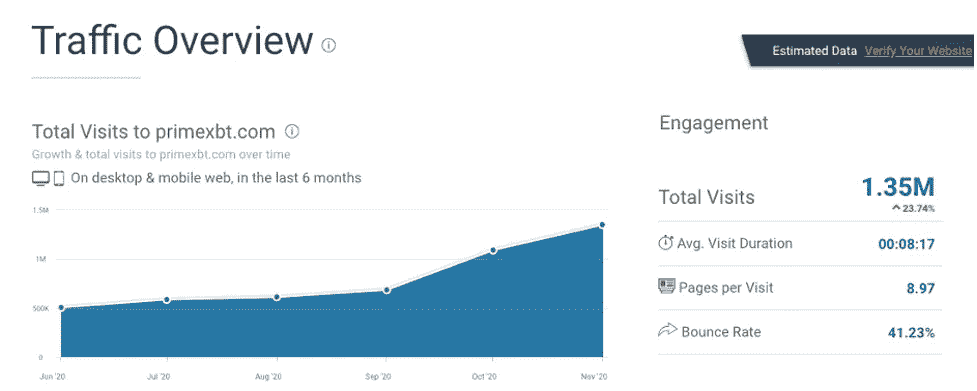 Traffic Overview
Estimated Data Verify Your Website
Total Visits to primexbt.com
Growth & total visits to primexbt.com over time
On desktop & mobile web, in the last 6 months
1.5M
1M
500K
0
Jun '20 Jul '20 Aug '20 Sep '20 Oct '20 Nov '20
Engagement
Total Visits 1.35M
23.74%
Avg. Visit Duration 00:08:17
Pages per Visit 8.97
Bounce Rate 41.23%